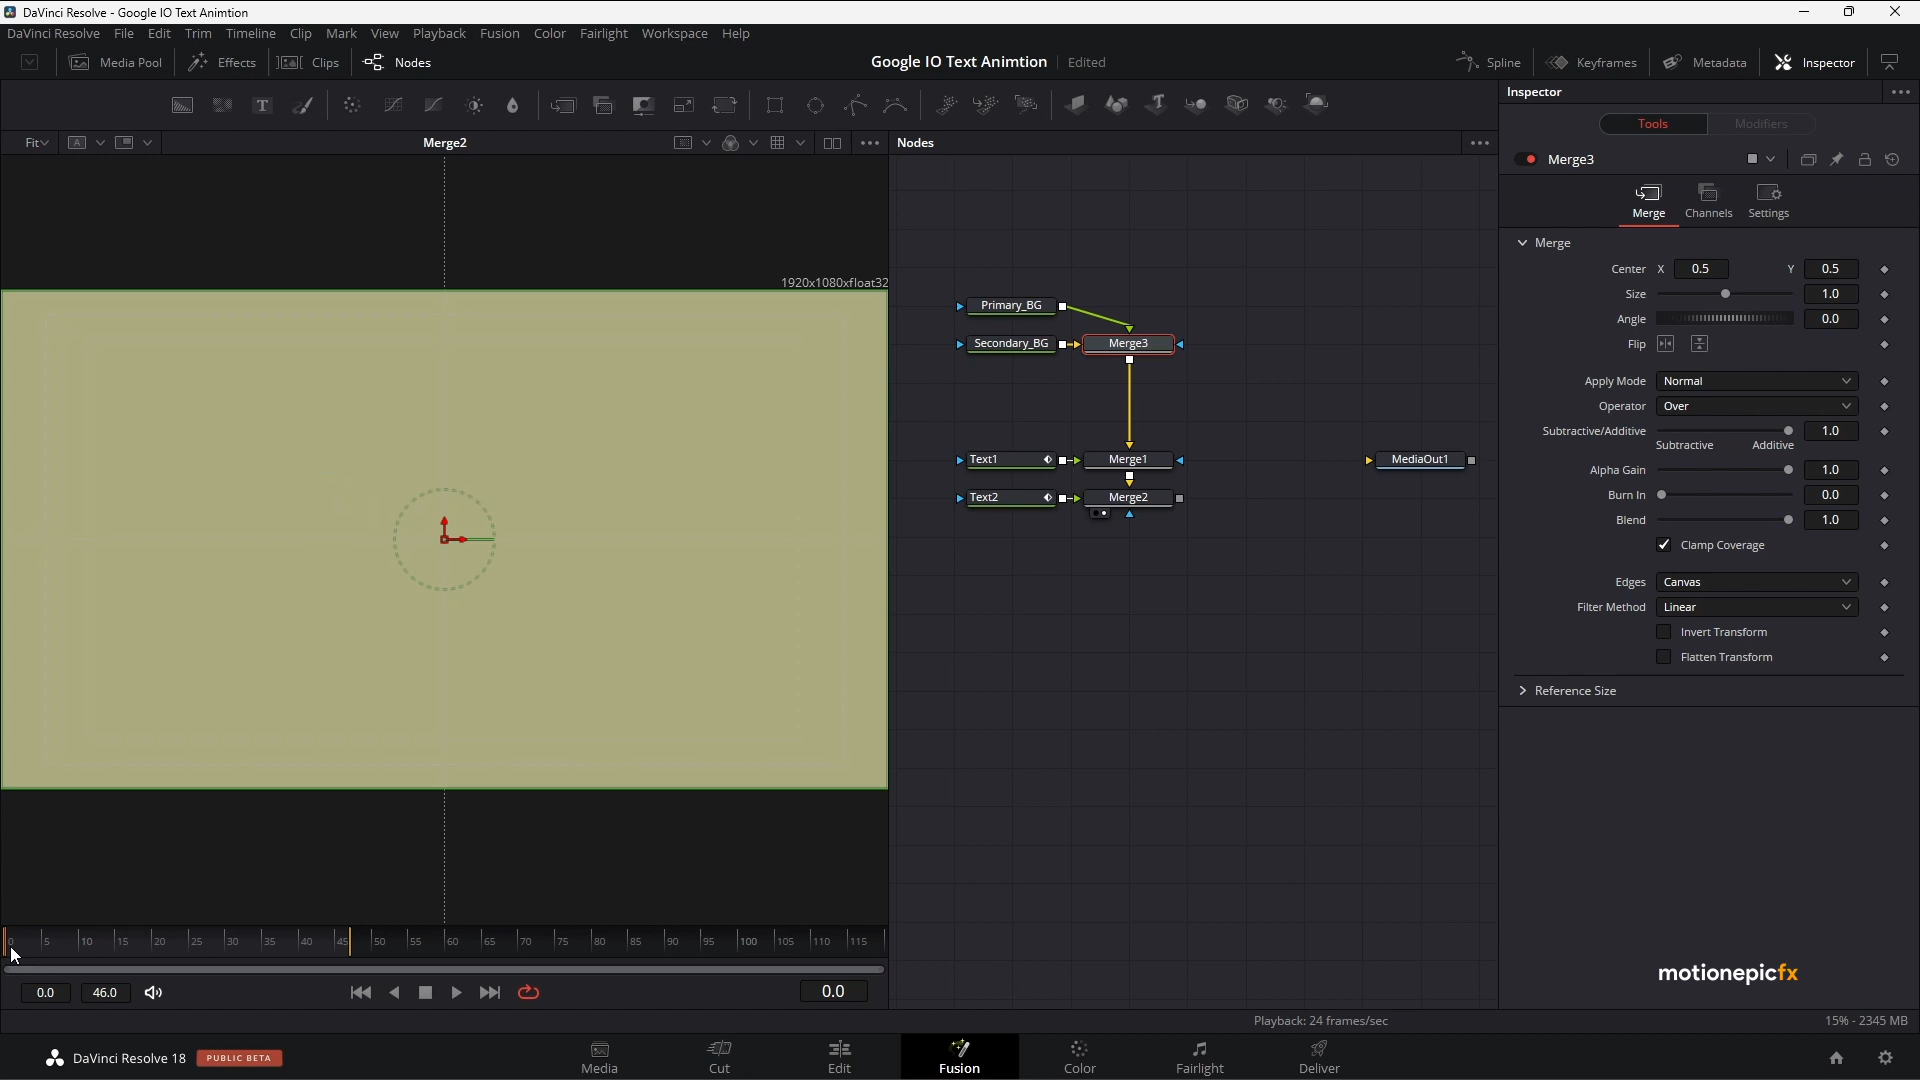 DaVinci Resolve - Google IO Text Animtion
DaVinci Resolve File Edit Trim Timeline Clip Mark View Playback Fusion Color Fairlight Workspace Help
Media Pool Effects Clips Nodes Google IO Text Animtion Edited Spline Keyframes Metadata Inspector
Inspector
Tools Modifiers
Fit A Merge2 Nodes
Merge3
Merge Channels Settings
Merge
Center X 0.5 Y 0.5
Size 1.0
Angle 0.0
Flip
Apply Mode Normal
Operator Over
Subtractive/Additive 1.0
Subtractive Additive
Alpha Gain 1.0
Burn In 0.0
Blend 1.0
Clamp Coverage
Edges Canvas
Filter Method Linear
Invert Transform
Flatten Transform
Reference Size
1920x1080xfloat32
Primary_BG
Secondary_BG Merge3
Text1 Merge1 MediaOut1
Text2 Merge2
0 5 10 15 20 25 30 35 40 45 50 55 60 65 70 75 80 85 90 95 100 105 110 115
0.0 46.0 0.0
motionepicfx
Playback: 24 frames/sec 15% - 2345 MB
DaVinci Resolve 18 PUBLIC BETA
Media Cut Edit Fusion Color Fairlight Deliver